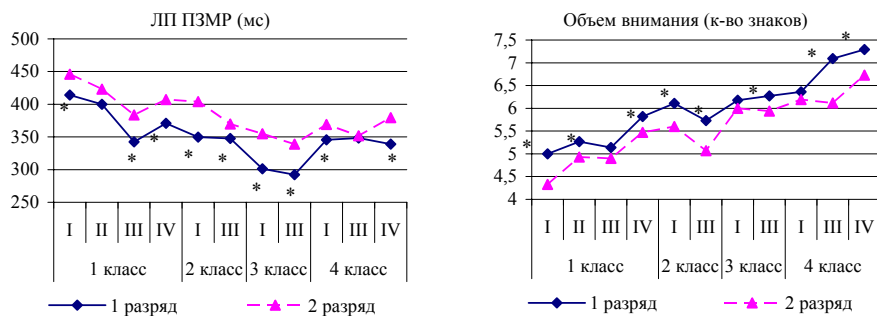 ЛП ПЗМР (мс)
500
450
400
350
300
250
200
* * * * * * * * *
I II III IV I III I III I III IV
1 класс 2 класс 3 класс 4 класс
1 разряд 2 разряд
Объем внимания (к-во знаков)
7,5
7
6,5
6
5,5
5
4,5
4
* * * * * * * *
I II III IV I III I III I III IV
1 класс 2 класс 3 класс 4 класс
1 разряд 2 разряд